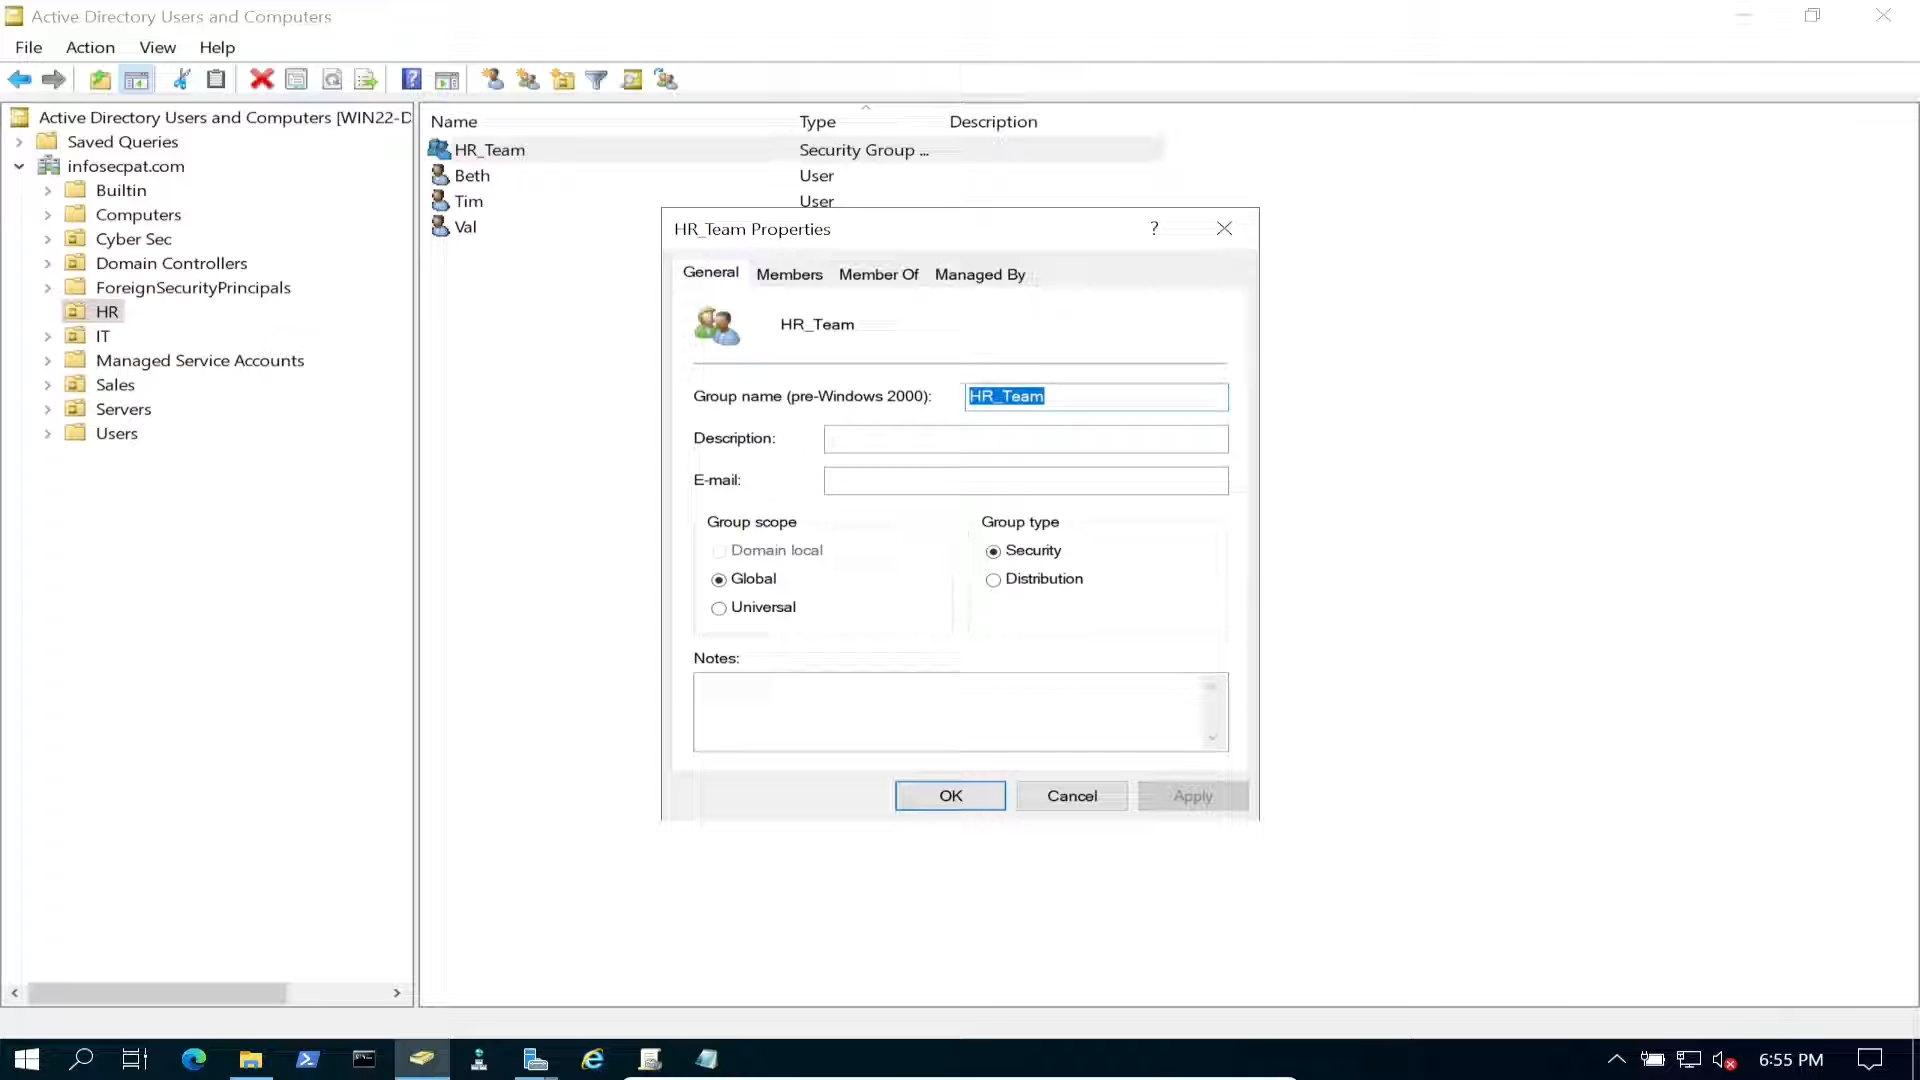 Active Directory Users and Computers
File Action View Help
Active Directory Users and Computers [WIN22-D
Saved Queries
infosecpat.com
Builtin
Computers
Cyber Sec
Domain Controllers
ForeignSecurityPrincipals
HR
IT
Managed Service Accounts
Sales
Servers
Users
Name Type Description
HR_Team Security Group ...
Beth User
Tim User
Val
HR_Team Properties ?
General Members Member Of Managed By
HR_Team
Group name (pre-Windows 2000): HR_Team
Description:
E-mail:
Group scope Group type
Domain local Security
Global Distribution
Universal
Notes:
OK Cancel Apply
6:55 PM